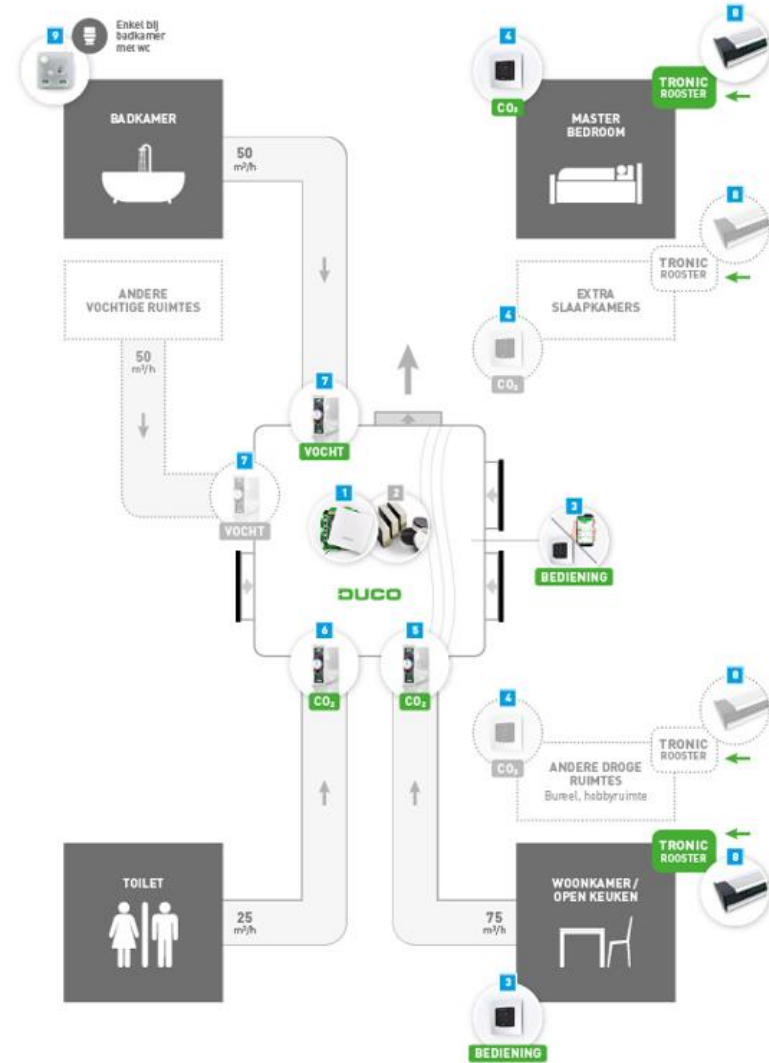 9
Enkel bij
badkamer
met wc
BADKAMER
50
m³/h
4
CO₂
8
TRONIC
ROOSTER
MASTER
BEDROOM
ANDERE
VOCHTIGE RUIMTES
50
m³/h
8
TRONIC
ROOSTER
EXTRA
SLAAPKAMERS
4
CO₂
7
VOCHT
7
VOCHT
1
2
3
BEDIENING
DUCO
6
CO₂
5
CO₂
4
CO₂
8
TRONIC
ROOSTER
ANDERE DROGE
RUIMTES
Bureel, hobbyruimte
TOILET
25
m³/h
75
m³/h
WOONKAMER /
OPEN KEUKEN
TRONIC
ROOSTER
8
3
BEDIENING